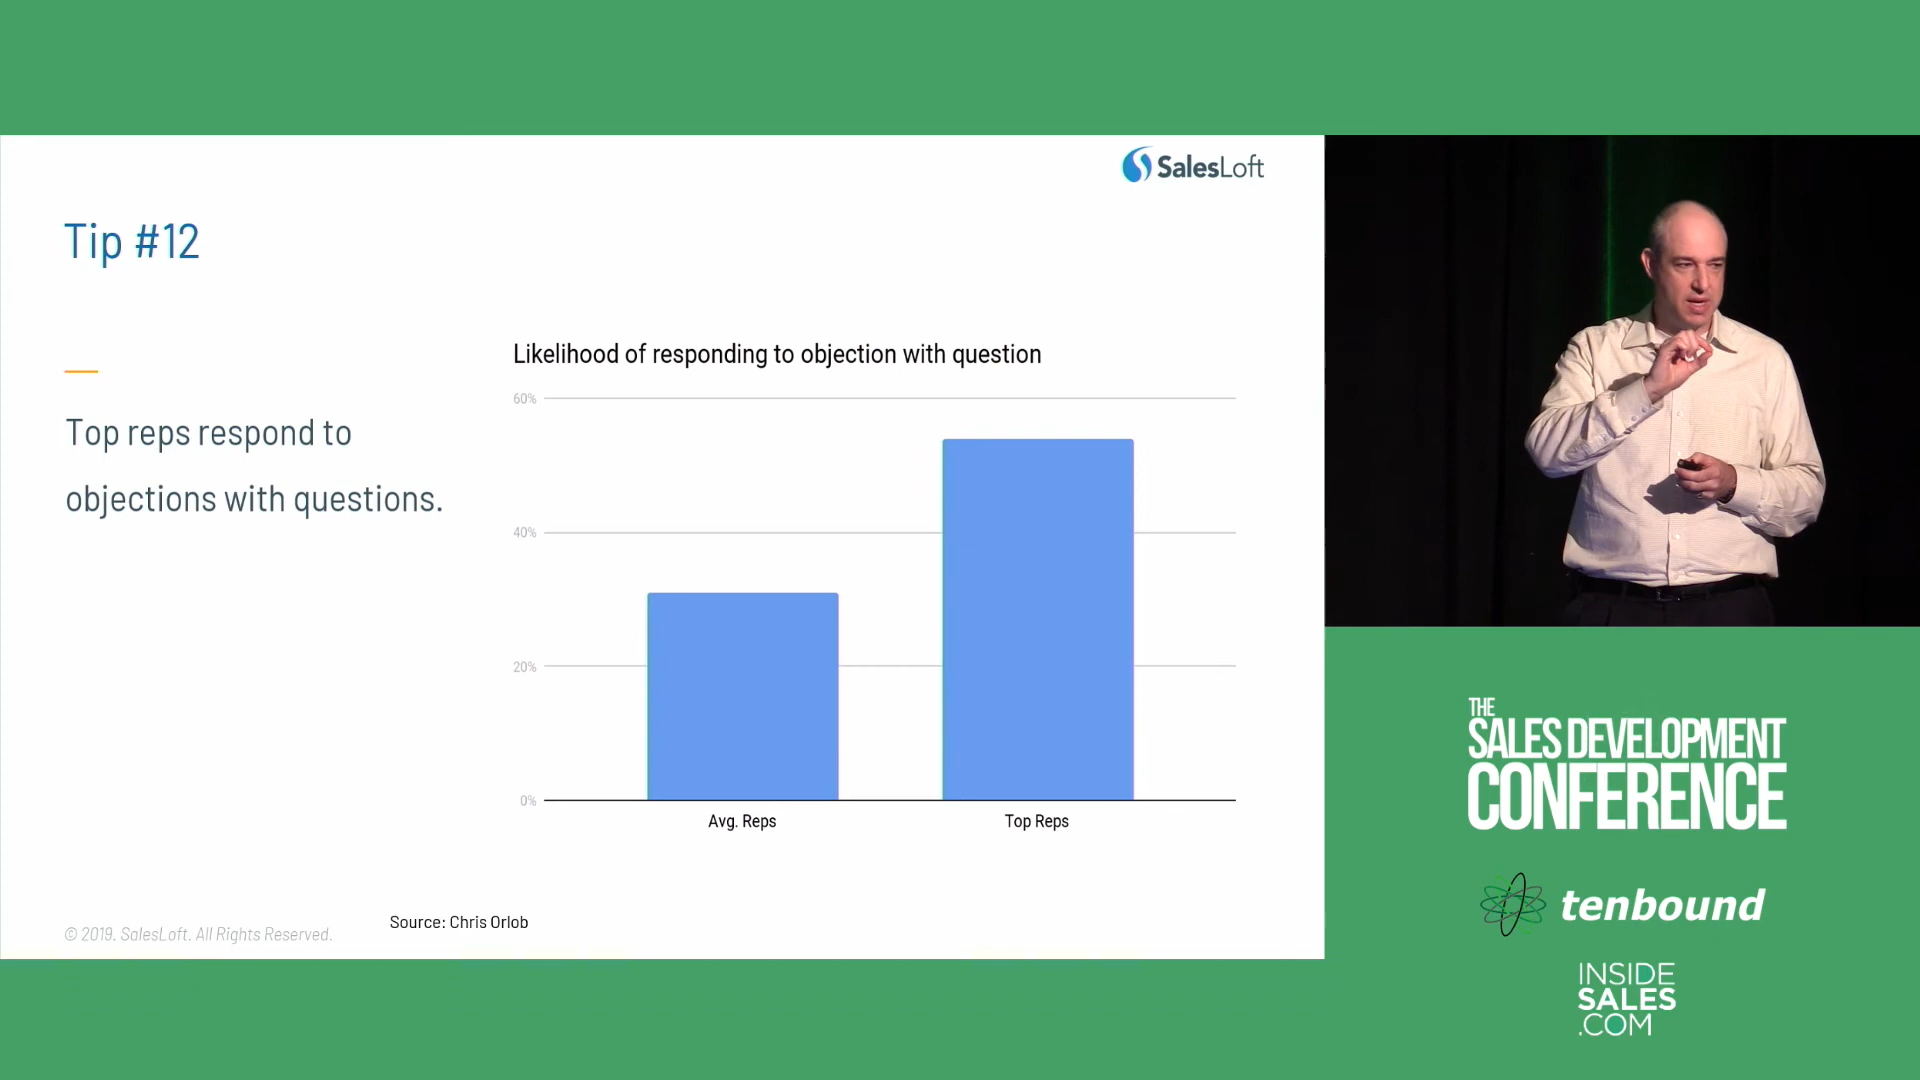 SalesLoft
Tip #12
Top reps respond to
objections with questions.
Likelihood of responding to objection with question
60%
40%
20%
0%
Avg. Reps
Top Reps
Source: Chris Orlob
© 2019. SalesLoft. All Rights Reserved.
THE
SALES DEVELOPMENT
CONFERENCE
tenbound
INSIDE
SALES
.COM